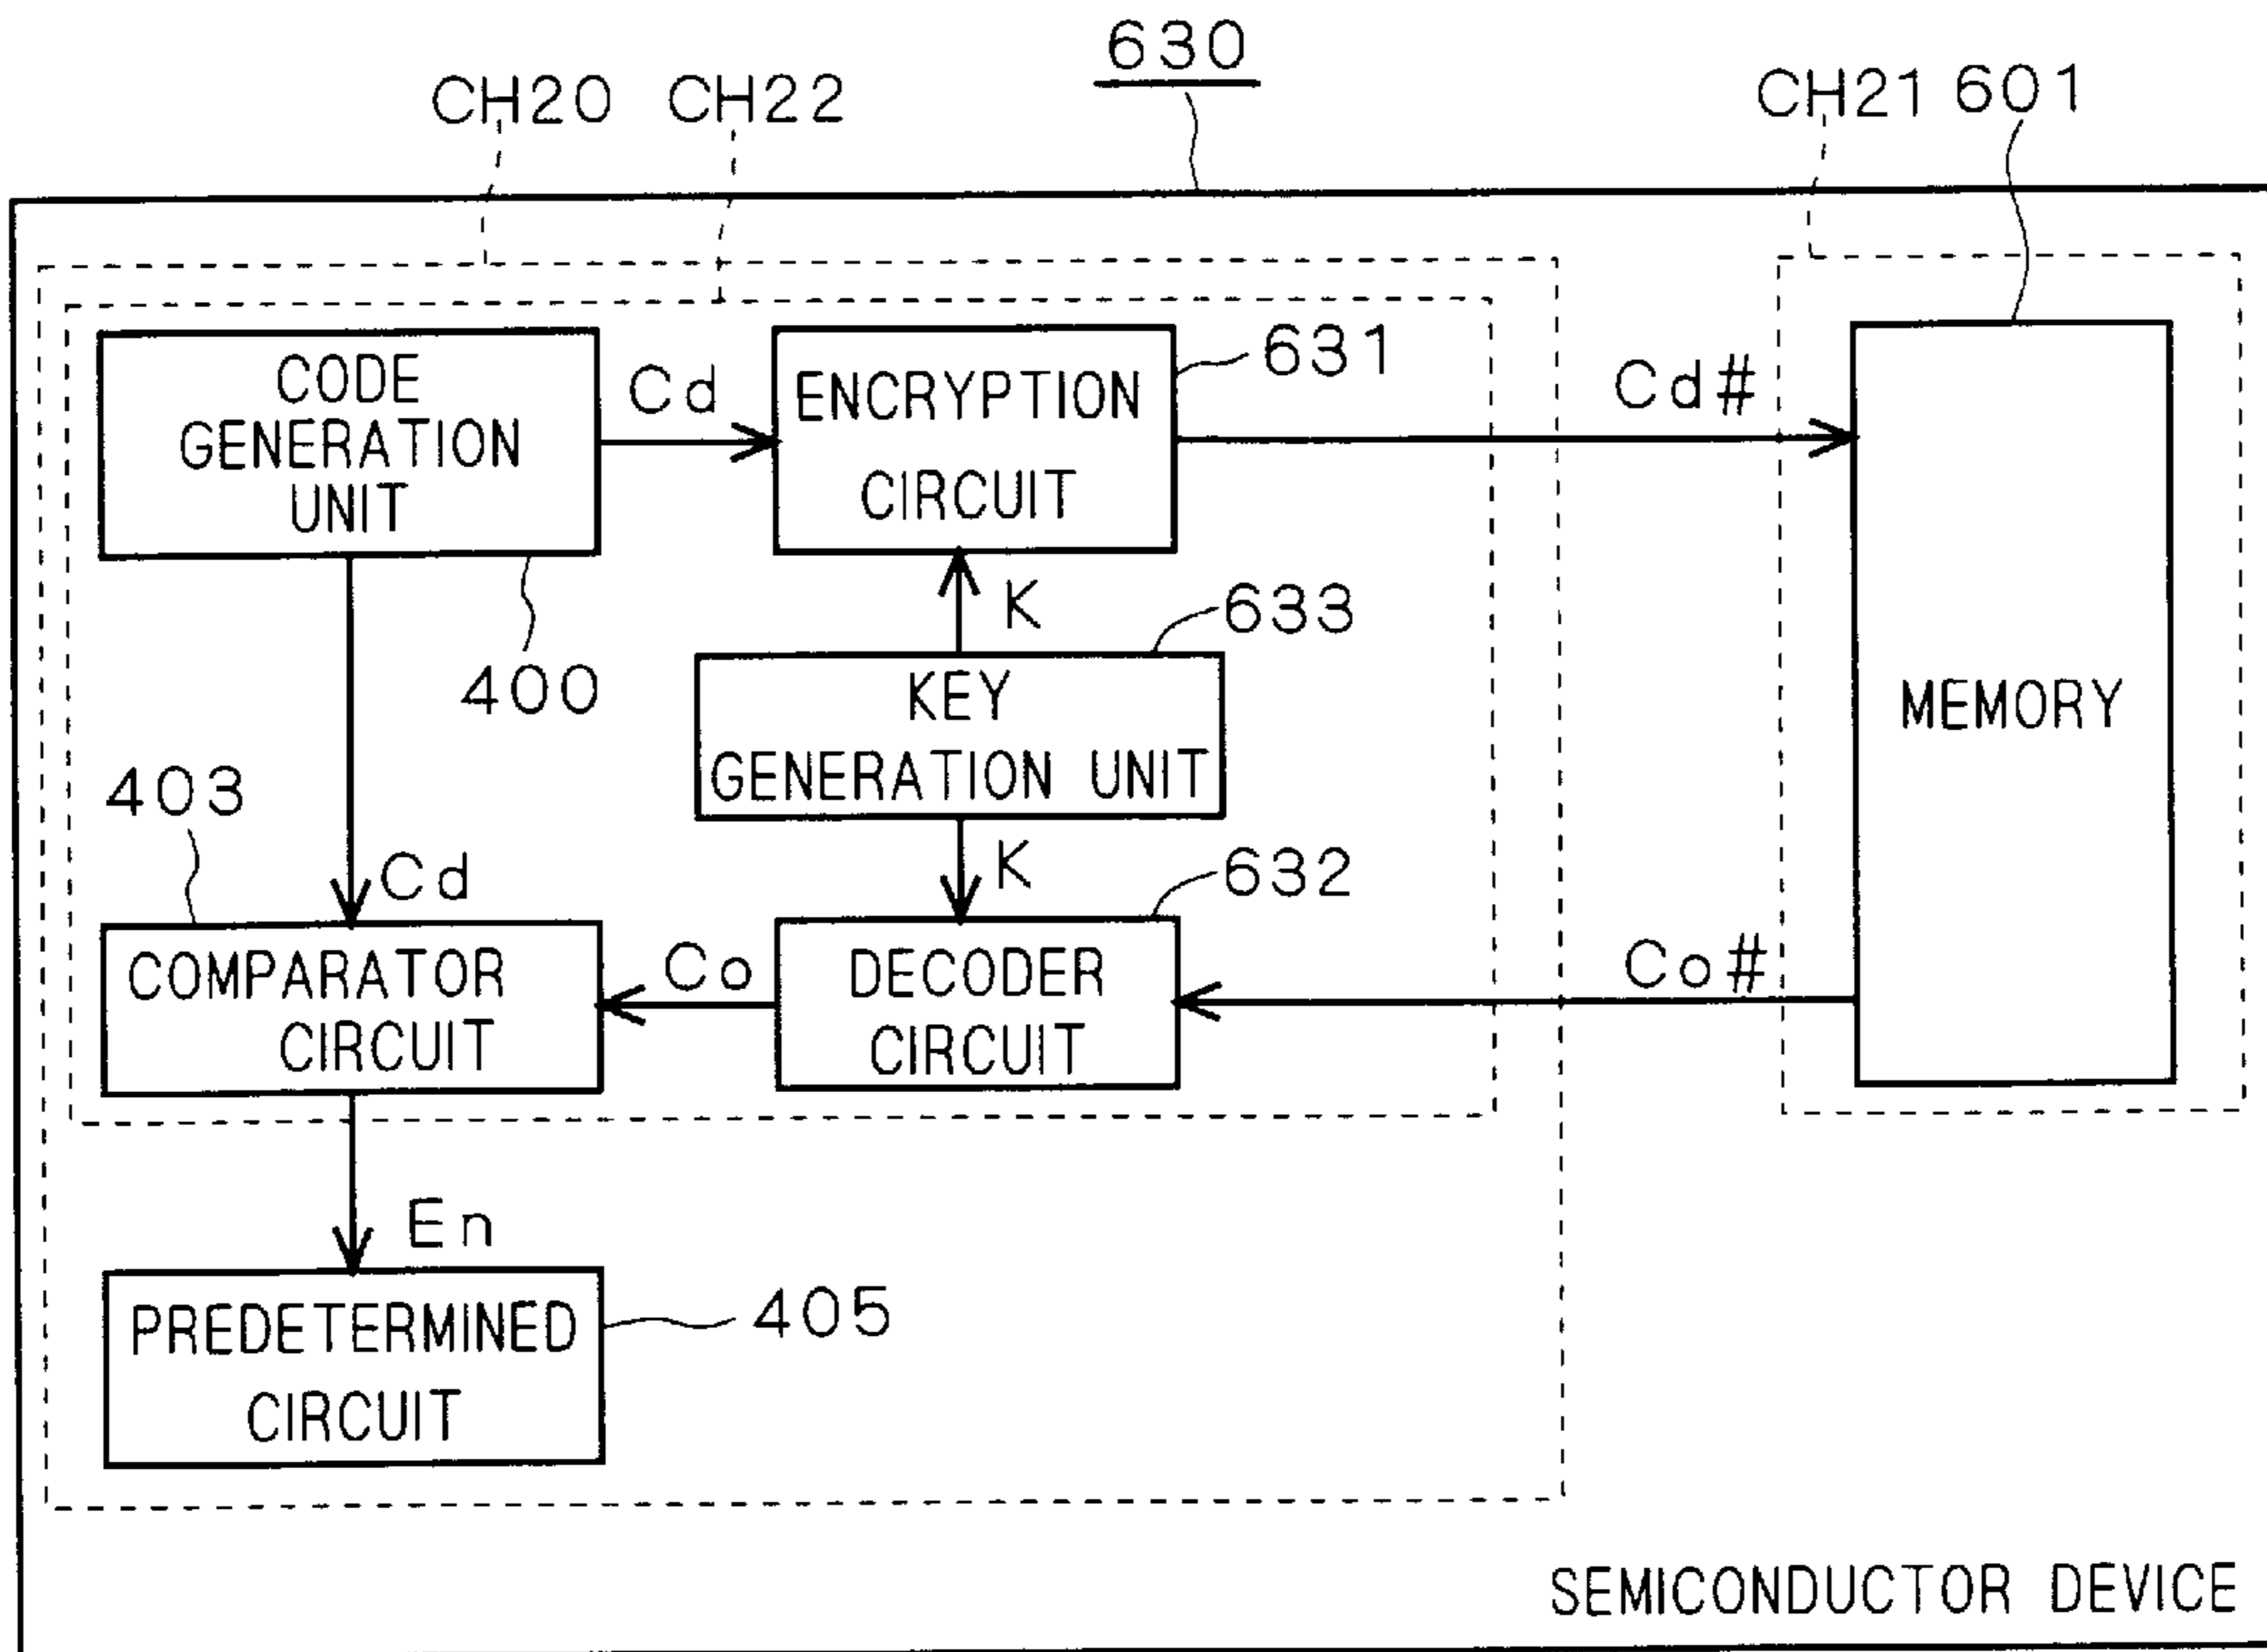 630
CH20 CH22 CH21 601
CODE
GENERATION
UNIT
Cd
ENCRYPTION
CIRCUIT
631
Cd#
400
K
633
KEY
GENERATION UNIT
MEMORY
403
Cd
K
632
COMPARATOR
CIRCUIT
Co
DECODER
CIRCUIT
Co#
En
PREDETERMINED
CIRCUIT
405
SEMICONDUCTOR DEVICE